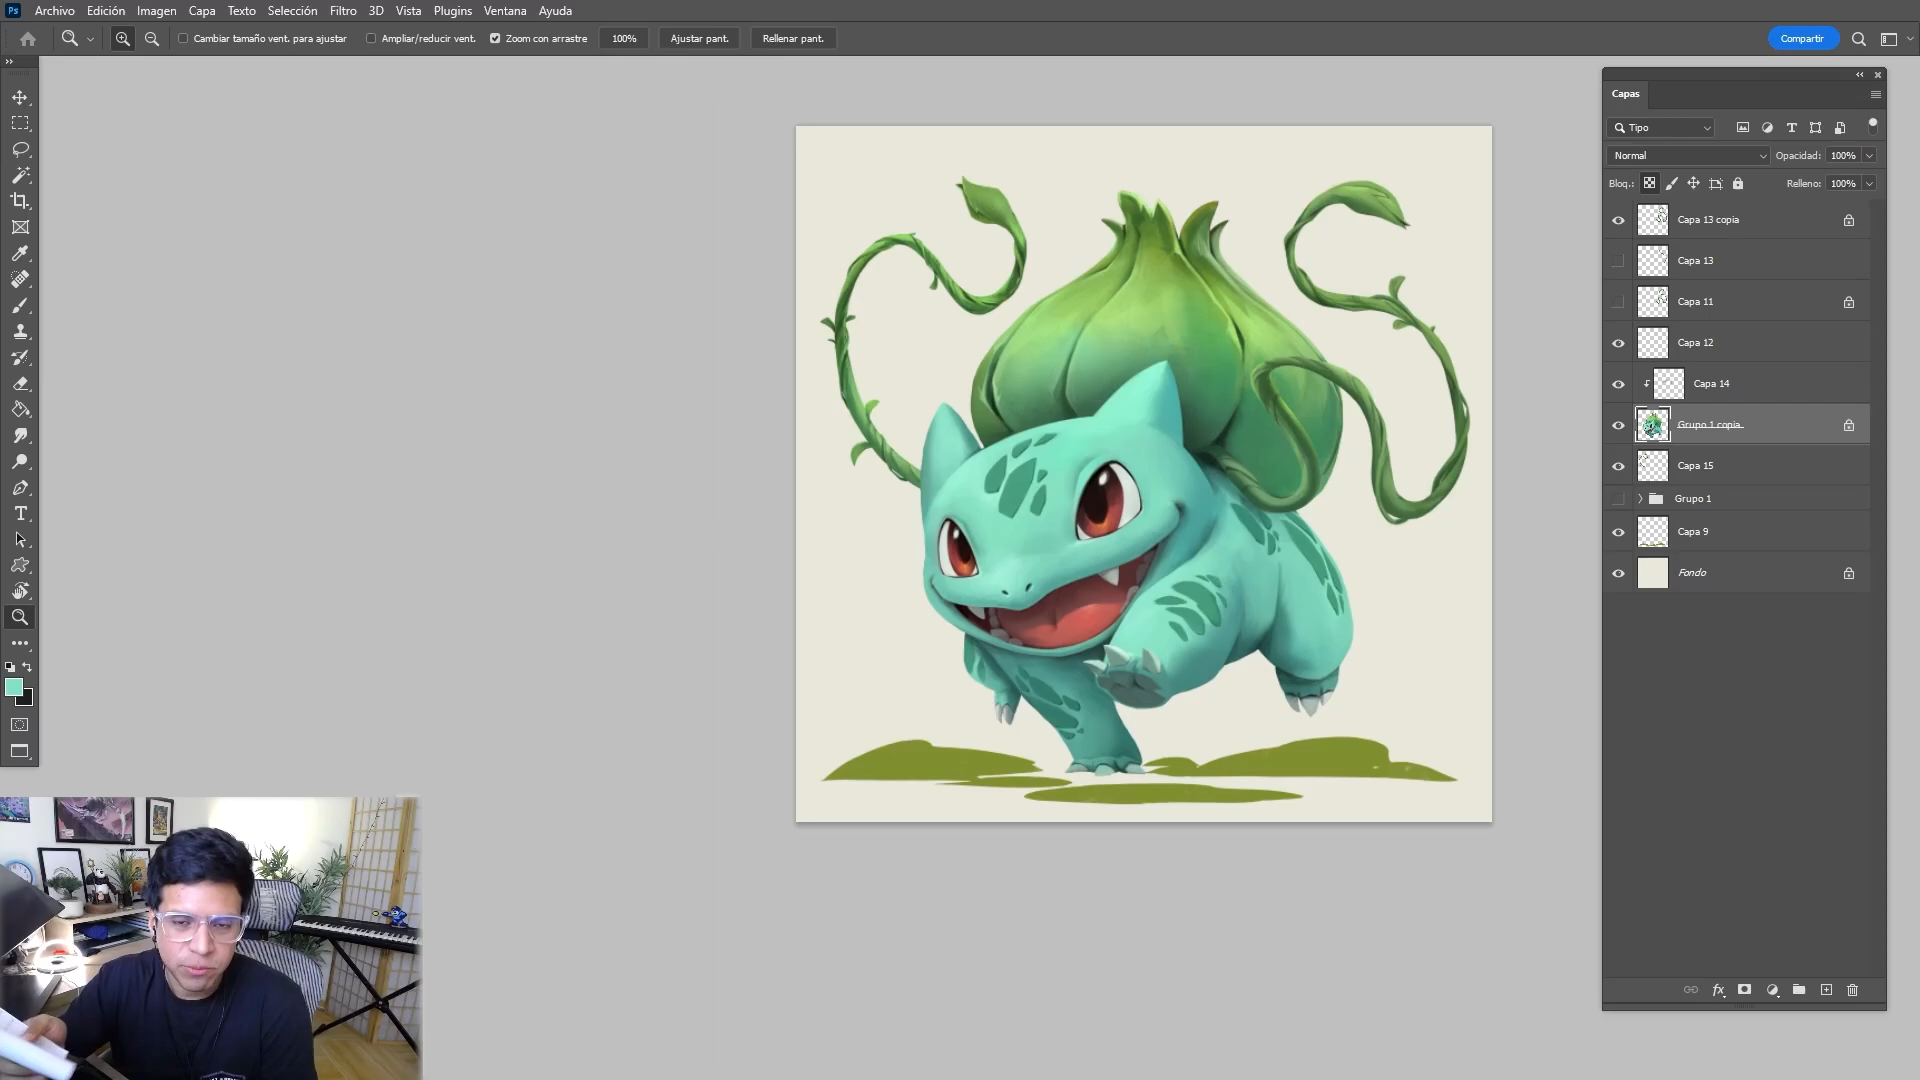 Ps Archivo Edición Imagen Capa Texto Selección Filtro 3D Vista Plugins Ventana Ayuda
Cambiar tamaño vent. para ajustar Ampliar/reducir vent. Zoom con arrastre 100% Ajustar pant. Rellenar pant. Compartir
Capas
Tipo
Normal Opacidad: 100%
Bloq.: Relleno: 100%
Capa 13 copia
Capa 13
Capa 11
Capa 12
Capa 14
Grupo 1 copia
Capa 15
Grupo 1
Capa 9
Fondo
fx